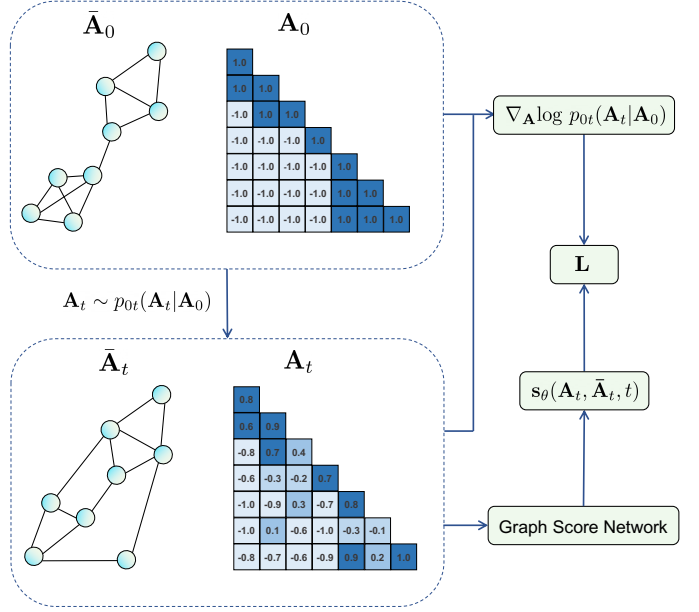 Ā₀
A₀
1.0
1.0 1.0
-1.0 1.0 1.0
-1.0 -1.0 -1.0 1.0
-1.0 -1.0 -1.0 -1.0 1.0
-1.0 -1.0 -1.0 -1.0 1.0 1.0
-1.0 -1.0 -1.0 -1.0 1.0 1.0 1.0
∇_A log p₀ₜ(Aₜ|A₀)
L
Aₜ ∼ p₀ₜ(Aₜ|A₀)
Āₜ
Aₜ
0.8
0.6 0.9
-0.8 0.7 0.4
-0.6 -0.3 -0.2 0.7
-1.0 -0.9 0.3 -0.7 0.8
-1.0 0.1 -0.6 -1.0 -0.3 -0.1
-0.8 -0.7 -0.6 -0.9 0.9 0.2 1.0
s_θ(Aₜ, Āₜ, t)
Graph Score Network